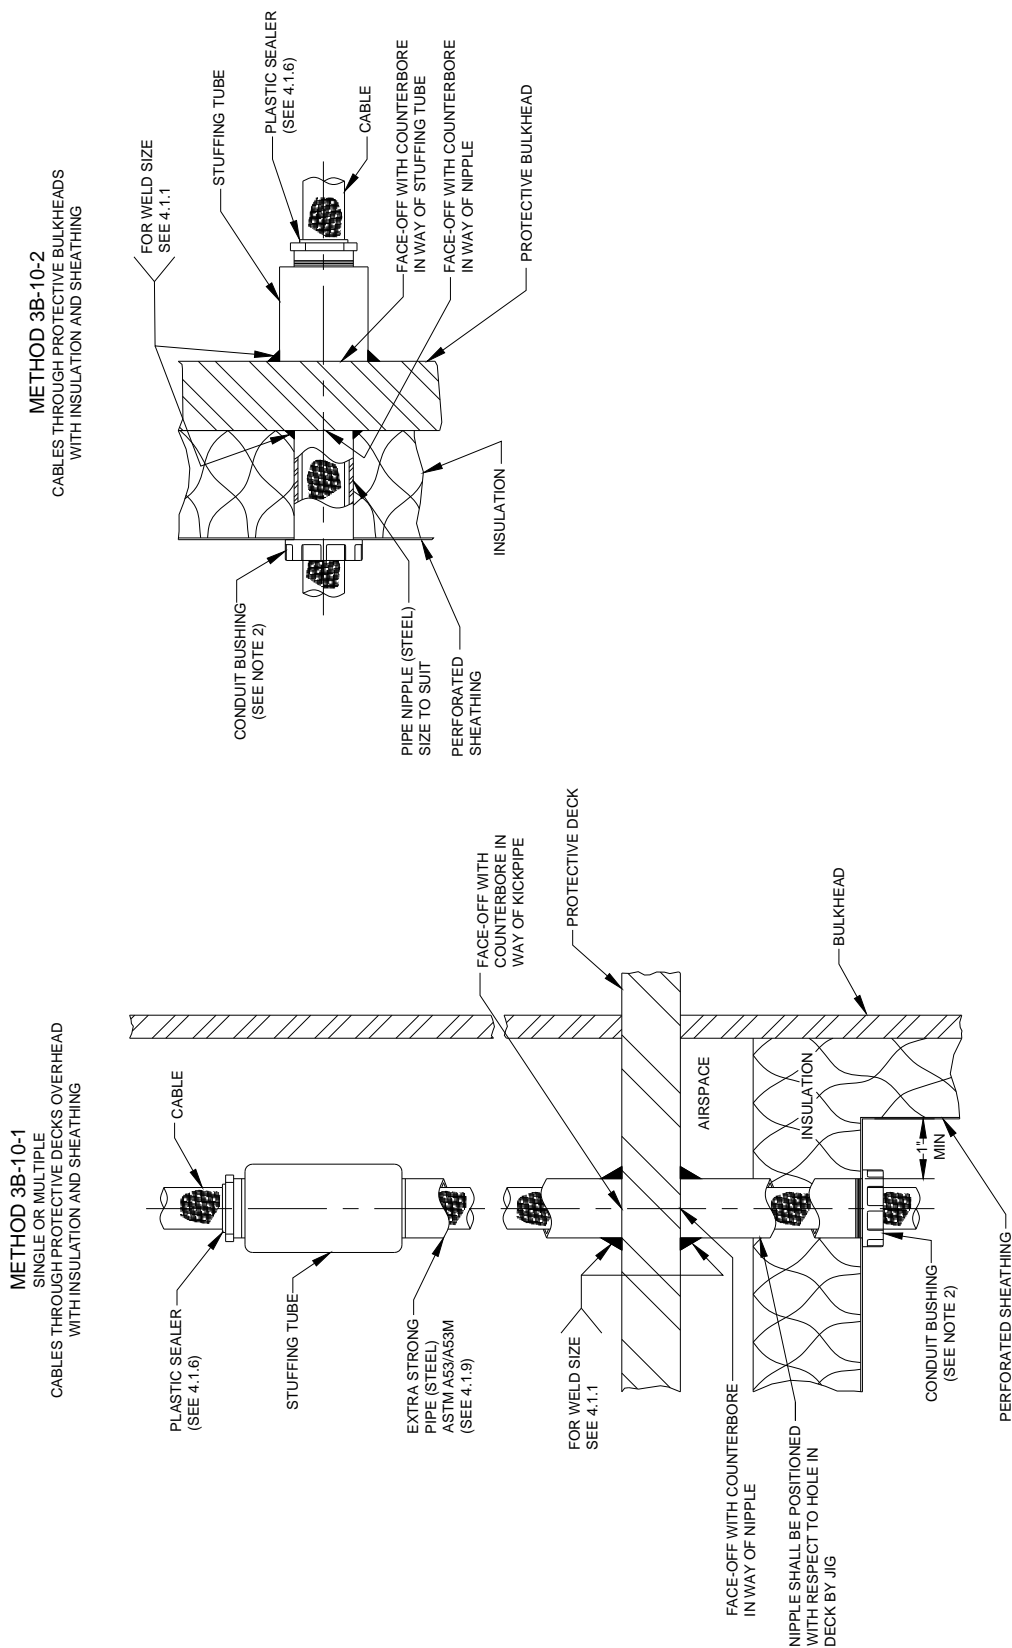 METHOD 3B-10-1
SINGLE OR MULTIPLE
CABLES THROUGH PROTECTIVE DECKS OVERHEAD
WITH INSULATION AND SHEATHING
PLASTIC SEALER
(SEE 4.1.6)
CABLE
STUFFING TUBE
EXTRA STRONG
PIPE (STEEL)
ASTM A53/A53M
(SEE 4.1.9)
FACE-OFF WITH
COUNTERBORE IN
WAY OF KICKPIPE
PROTECTIVE DECK
FOR WELD SIZE
SEE 4.1.1
AIRSPACE
FACE-OFF WITH COUNTERBORE
IN WAY OF NIPPLE
INSULATION
BULKHEAD
NIPPLE SHALL BE POSITIONED
WITH RESPECT TO HOLE IN
DECK BY JIG
1"
MIN
CONDUIT BUSHING
(SEE NOTE 2)
PERFORATED SHEATHING
METHOD 3B-10-2
CABLES THROUGH PROTECTIVE BULKHEADS
WITH INSULATION AND SHEATHING
FOR WELD SIZE
SEE 4.1.1
STUFFING TUBE
PLASTIC SEALER
(SEE 4.1.6)
CABLE
FACE-OFF WITH COUNTERBORE
IN WAY OF STUFFING TUBE
FACE-OFF WITH COUNTERBORE
IN WAY OF NIPPLE
PROTECTIVE BULKHEAD
CONDUIT BUSHING
(SEE NOTE 2)
PIPE NIPPLE (STEEL)
SIZE TO SUIT
PERFORATED
SHEATHING
INSULATION